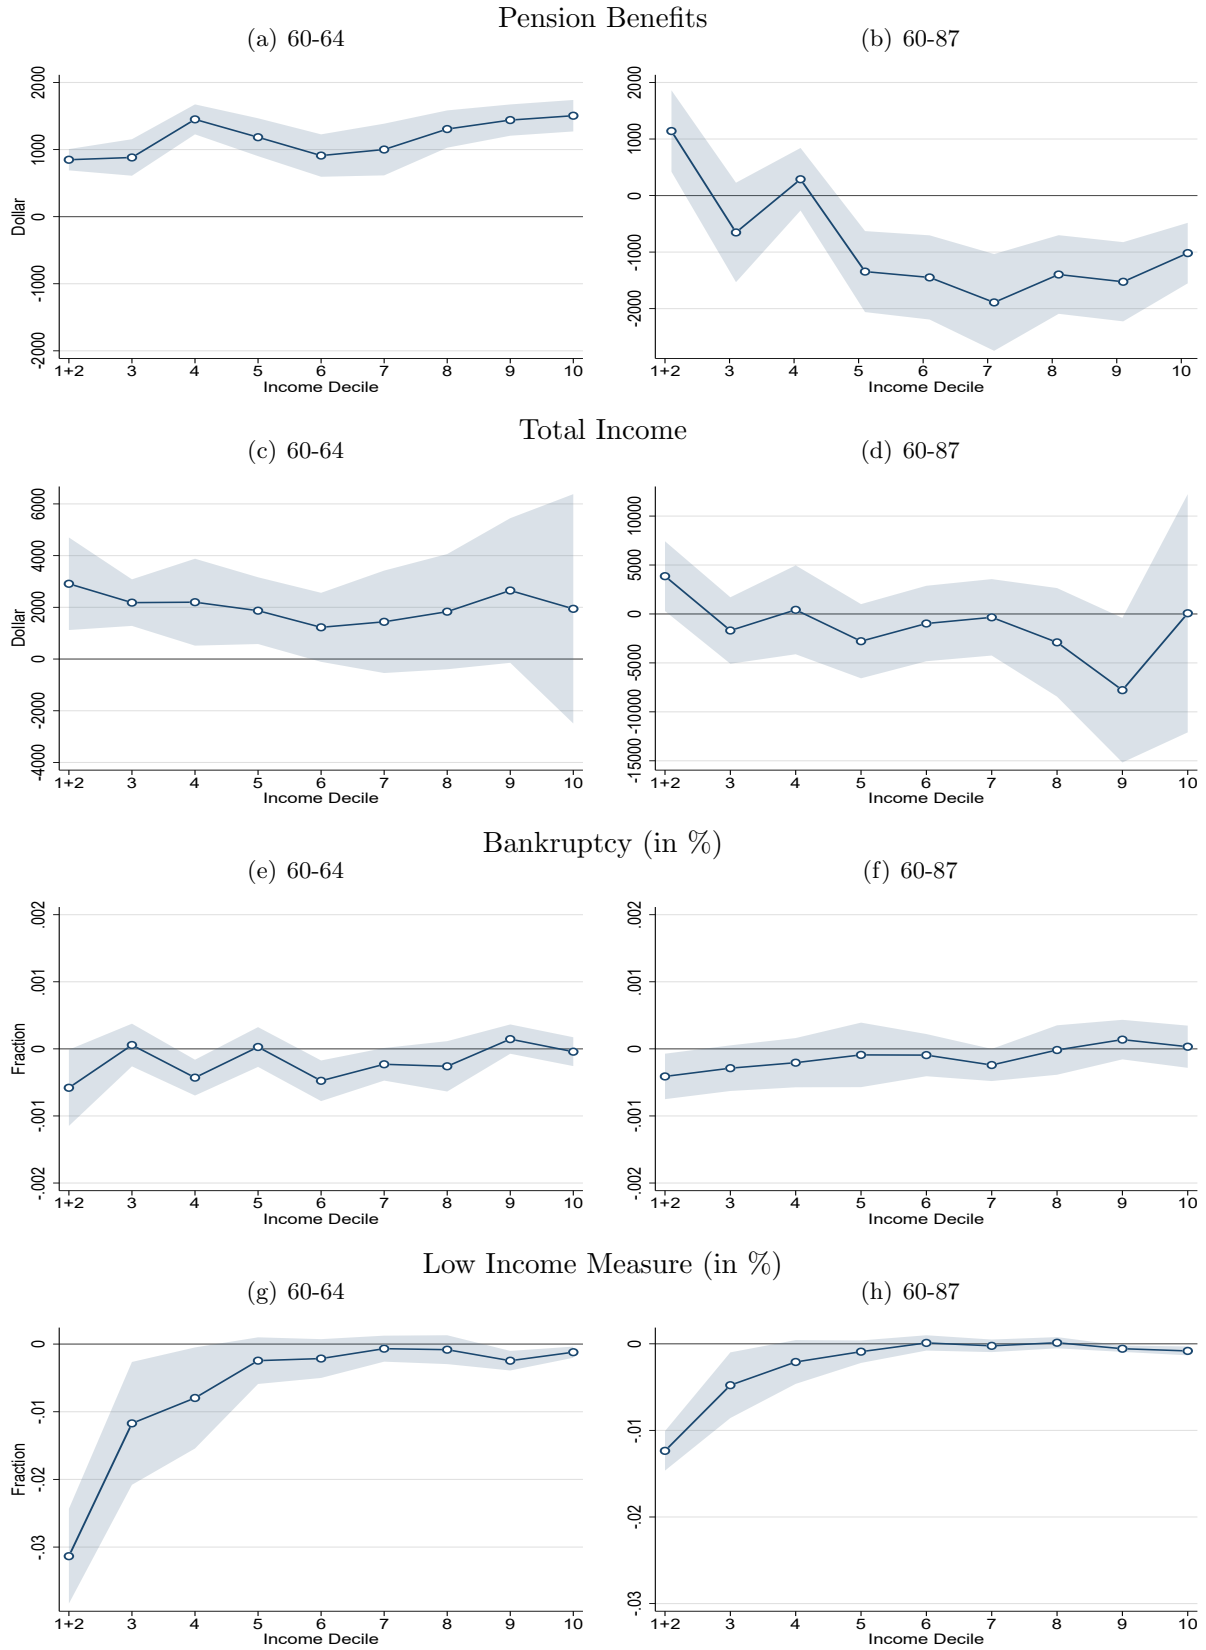 Pension Benefits
(a) 60-64
(b) 60-87
Dollar
2000
1000
0
-1000
-2000
1+2 3 4 5 6 7 8 9 10
Income Decile
2000
1000
0
-1000
-2000
1+2 3 4 5 6 7 8 9 10
Income Decile
Total Income
(c) 60-64
(d) 60-87
Dollar
6000
4000
2000
0
-2000
-4000
1+2 3 4 5 6 7 8 9 10
Income Decile
10000
5000
0
-5000
-10000
-15000
1+2 3 4 5 6 7 8 9 10
Income Decile
Bankruptcy (in %)
(e) 60-64
(f) 60-87
Fraction
.002
.001
0
-.001
-.002
1+2 3 4 5 6 7 8 9 10
Income Decile
.002
.001
0
-.001
-.002
1+2 3 4 5 6 7 8 9 10
Income Decile
Low Income Measure (in %)
(g) 60-64
(h) 60-87
Fraction
0
-.01
-.02
-.03
1+2 3 4 5 6 7 8 9 10
Income Decile
0
-.01
-.02
-.03
1+2 3 4 5 6 7 8 9 10
Income Decile